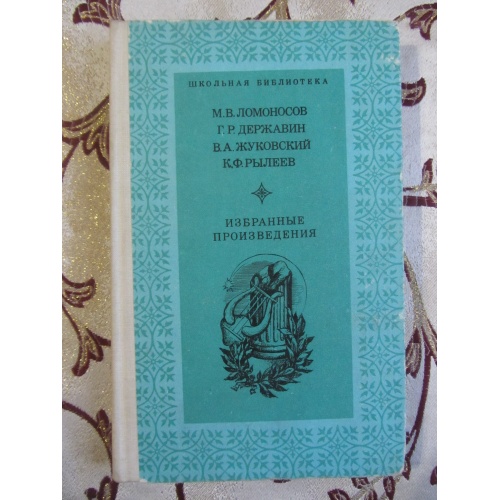 ШКОЛЬНАЯ БИБЛИОТЕКА
М.В.ЛОМОНОСОВ
Г.Р.ДЕРЖАВИН
В.А.ЖУКОВСКИЙ
К.Ф.РЫЛЕЕВ
ИЗБРАННЫЕ
ПРОИЗВЕДЕНИЯ